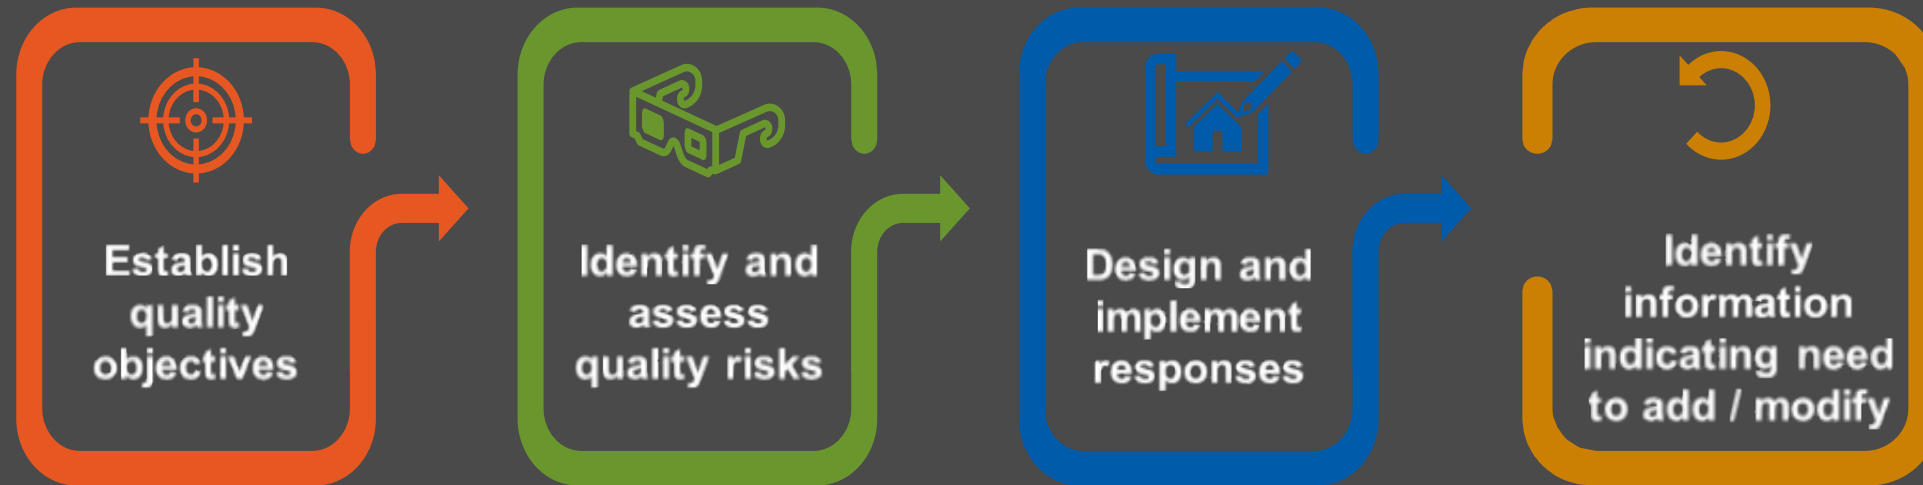 Establish
quality
objectives
Identify and
assess
quality risks
Design and
implement
responses
Identify
information
indicating need
to add / modify